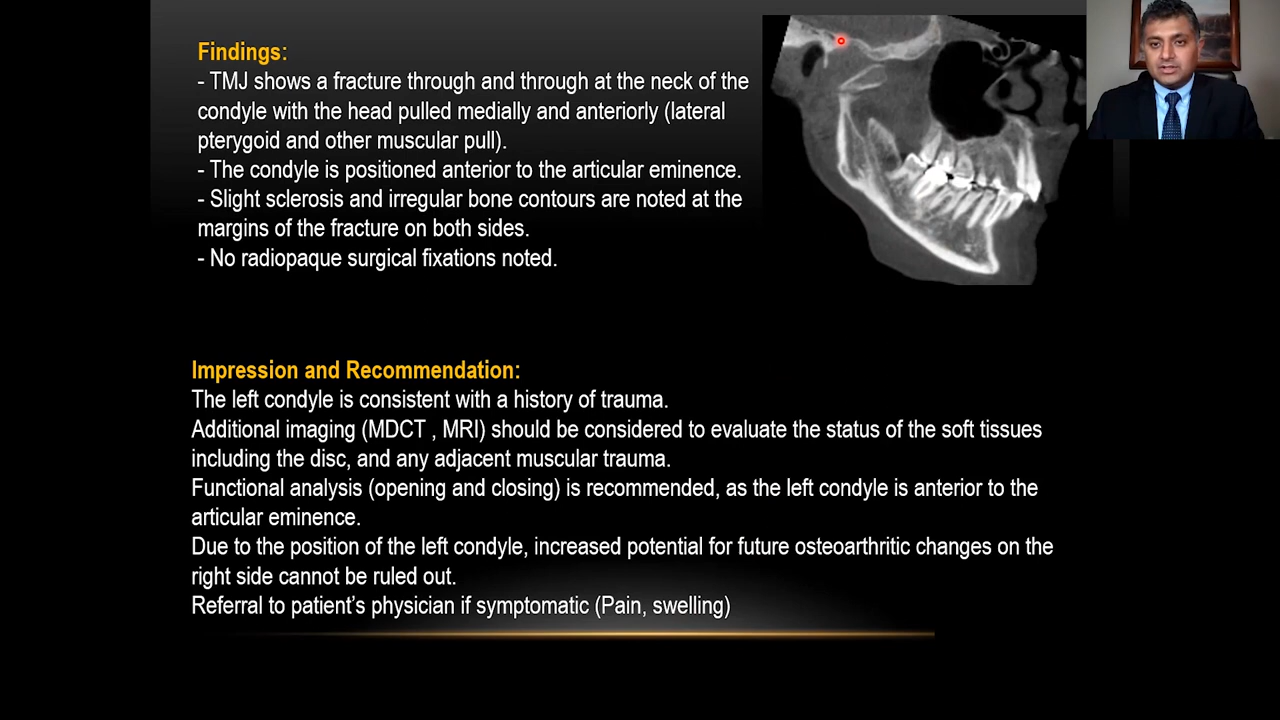 Findings:
- TMJ shows a fracture through and through at the neck of the
condyle with the head pulled medially and anteriorly (lateral
pterygoid and other muscular pull).
- The condyle is positioned anterior to the articular eminence.
- Slight sclerosis and irregular bone contours are noted at the
margins of the fracture on both sides.
- No radiopaque surgical fixations noted.
Impression and Recommendation:
The left condyle is consistent with a history of trauma.
Additional imaging (MDCT , MRI) should be considered to evaluate the status of the soft tissues
including the disc, and any adjacent muscular trauma.
Functional analysis (opening and closing) is recommended, as the left condyle is anterior to the
articular eminence.
Due to the position of the left condyle, increased potential for future osteoarthritic changes on the
right side cannot be ruled out.
Referral to patient’s physician if symptomatic (Pain, swelling)